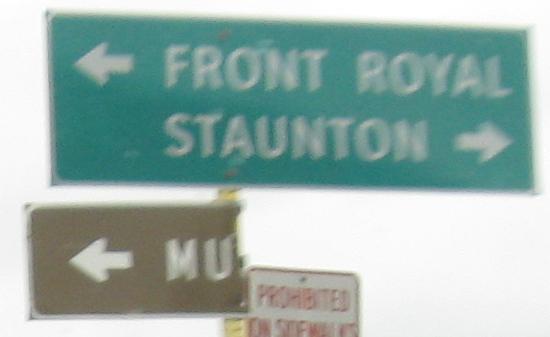 FRONT ROYAL
STAUNTON
MU
PROHIBITED
ON SIDEWALKS